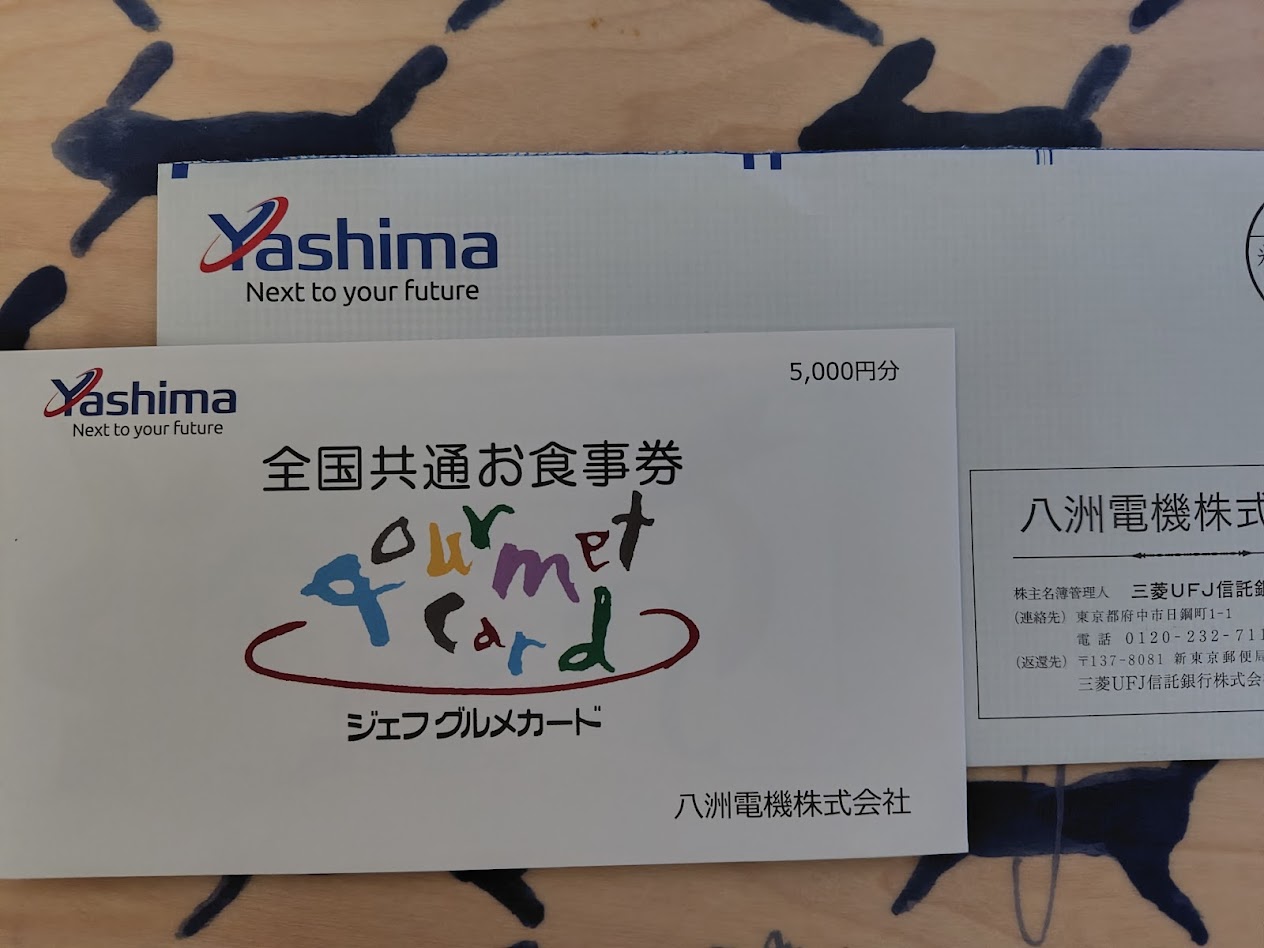 Yashima
Next to your future
Yashima
Next to your future
5,000円分
全国共通お食事券
gourmet
card
ジェフグルメカード
八洲電機株式会社
八洲電機株式
株主名簿管理人 三菱UFJ信託銀
(連絡先) 東京都府中市日鋼町1-1
電話 0120-232-711
(返還先) 〒137-8081 新東京郵便局
三菱UFJ信託銀行株式会